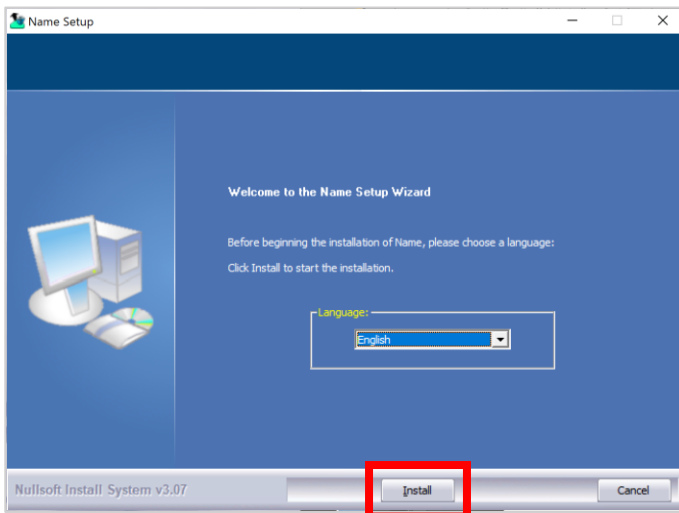 Name Setup
Welcome to the Name Setup Wizard
Before beginning the installation of Name, please choose a language:
Click Install to start the installation.
Language:
English
Nullsoft Install System v3.07
Install
Cancel